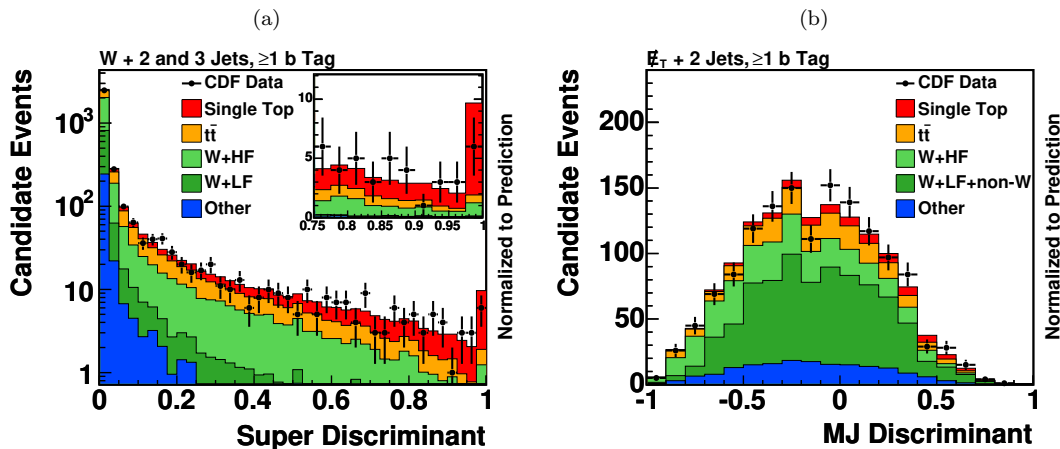 (a)
W + 2 and 3 Jets, ≥1 b Tag
Candidate Events
10³
10²
10
1
CDF Data
Single Top
tt̄
W+HF
W+LF
Other
10
5
0
0.75 0.8 0.85 0.9 0.95 1
Normalized to Prediction
0 0.2 0.4 0.6 0.8 1
Super Discriminant
(b)
E̸T + 2 Jets, ≥1 b Tag
Candidate Events
200
150
100
50
0
CDF Data
Single Top
tt̄
W+HF
W+LF+non-W
Other
Normalized to Prediction
-1 -0.5 0 0.5 1
MJ Discriminant